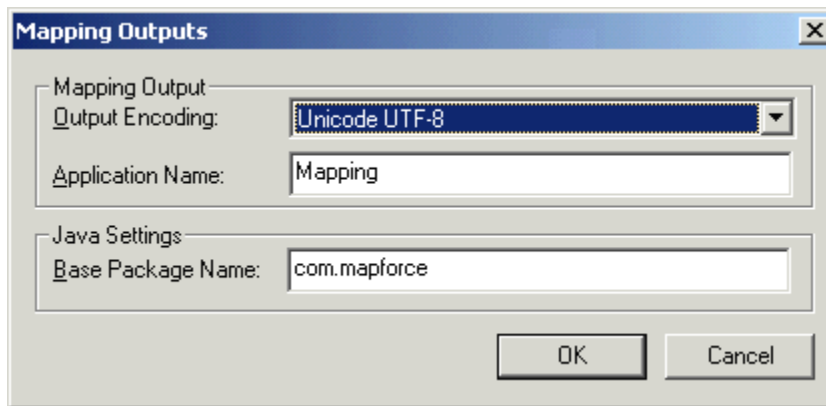 Mapping Outputs
Mapping Output
Output Encoding: Unicode UTF-8
Application Name: Mapping
Java Settings
Base Package Name: com.mapforce
OK Cancel